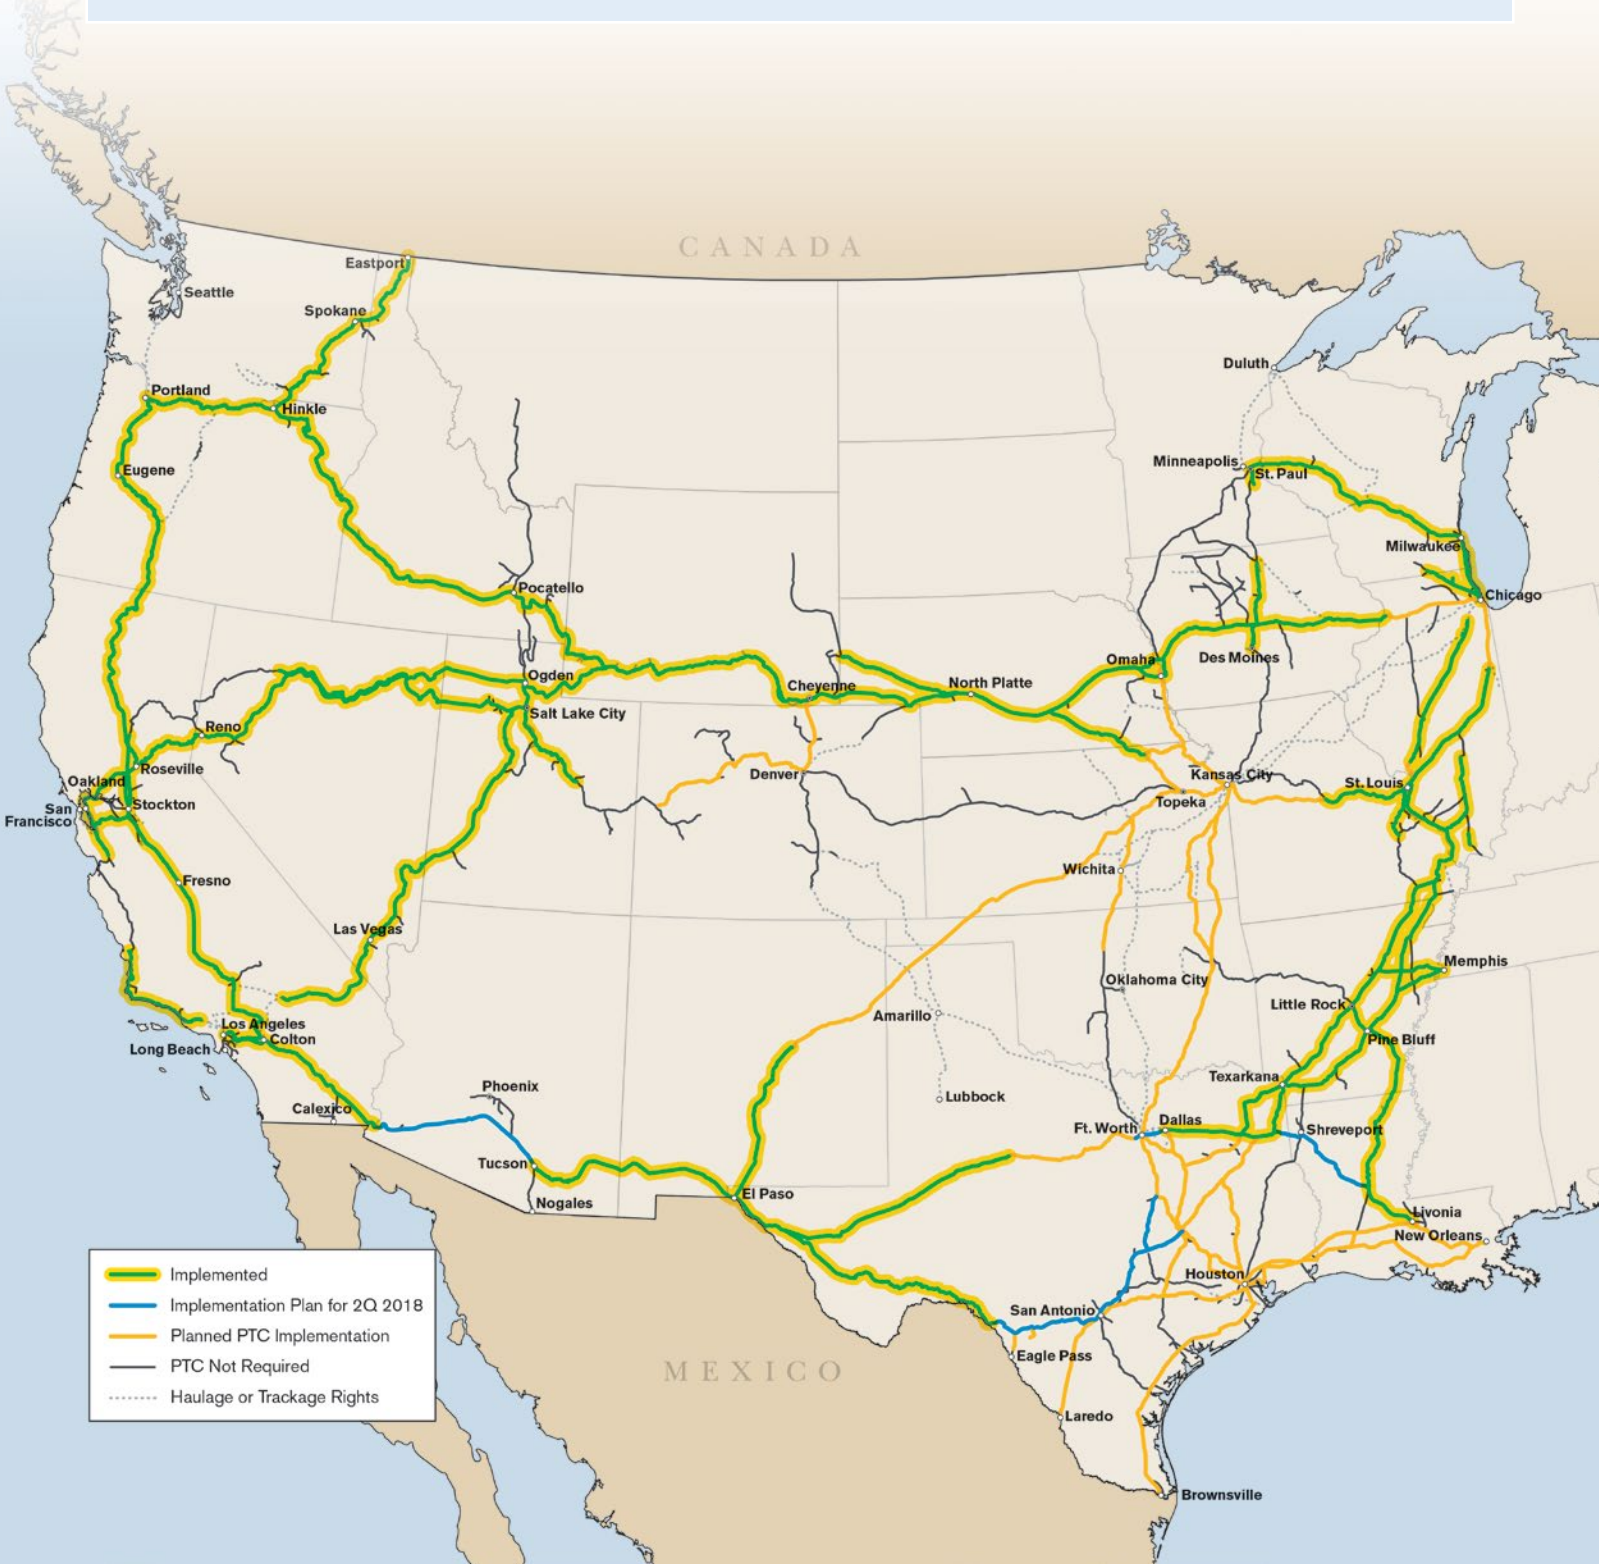 CANADA
Eastport
Seattle
Spokane
Duluth
Portland
Hinkle
Minneapolis
St. Paul
Eugene
Milwaukee
Pocatello
Chicago
Ogden
Omaha
Des Moines
Cheyenne
North Platte
Salt Lake City
Reno
Roseville
Oakland
Denver
Kansas City
St. Louis
San
Francisco
Stockton
Topeka
Wichita
Fresno
Las Vegas
Memphis
Oklahoma City
Little Rock
Amarillo
Los Angeles
Colton
Pine Bluff
Long Beach
Texarkana
Phoenix
Lubbock
Calexico
Ft. Worth
Dallas
Shreveport
Tucson
El Paso
Nogales
Livonia
New Orleans
Houston
San Antonio
Eagle Pass
MEXICO
Laredo
Brownsville
Implemented
Implementation Plan for 2Q 2018
Planned PTC Implementation
PTC Not Required
Haulage or Trackage Rights